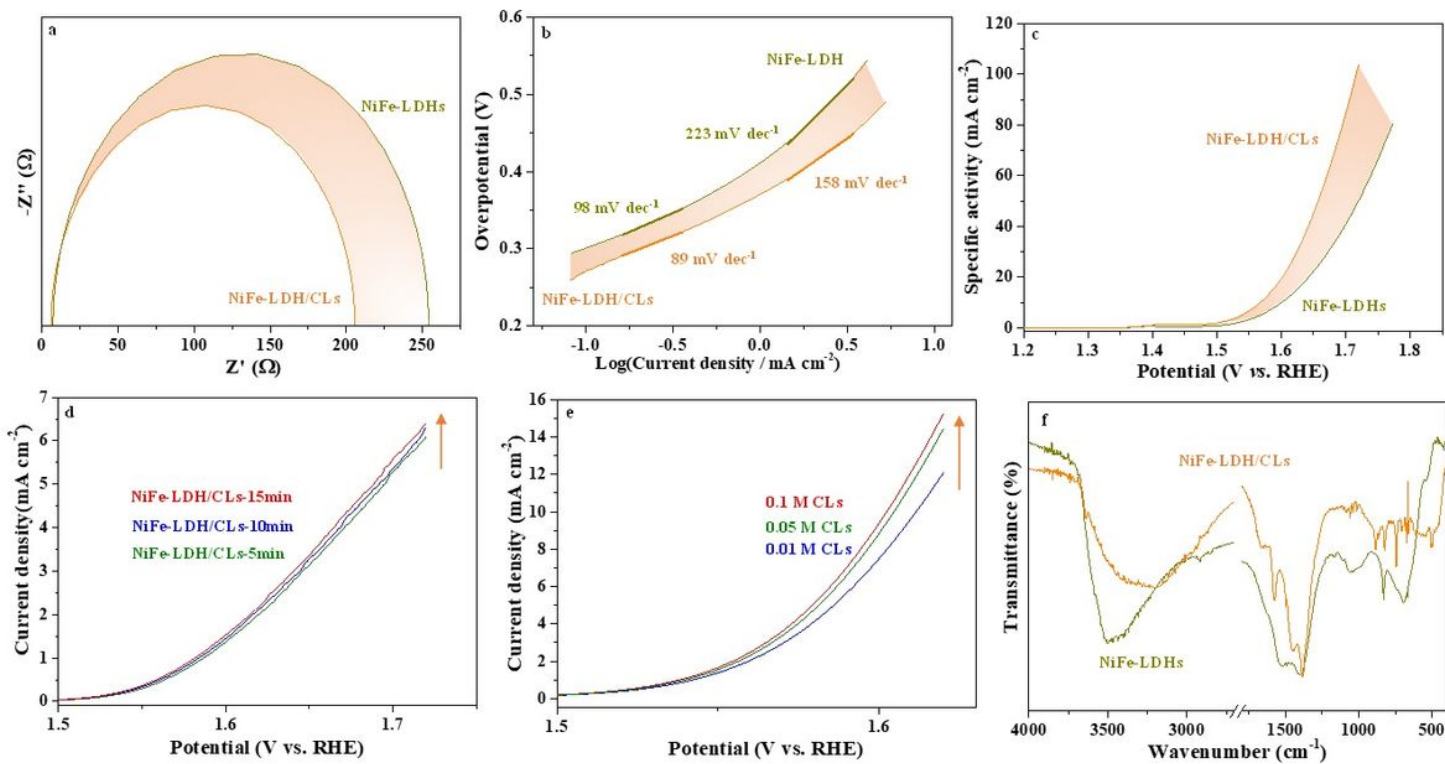 a
NiFe-LDHs
NiFe-LDH/CLs
-Z'' (Ω)
0 50 100 150 200 250
Z' (Ω)
b
NiFe-LDH
223 mV dec-1
158 mV dec-1
98 mV dec-1
89 mV dec-1
NiFe-LDH/CLs
Overpotential (V)
0.6
0.5
0.4
0.3
0.2
-1.0 -0.5 0.0 0.5 1.0
Log(Current density / mA cm-2)
c
NiFe-LDH/CLs
NiFe-LDHs
Specific activity (mA cm-2)
120
100
80
60
40
20
0
1.2 1.3 1.4 1.5 1.6 1.7 1.8
Potential (V vs. RHE)
d
NiFe-LDH/CLs-15min
NiFe-LDH/CLs-10min
NiFe-LDH/CLs-5min
Current density(mA cm-2)
7
6
5
4
3
2
1
0
1.5 1.6 1.7
Potential (V vs. RHE)
e
0.1 M CLs
0.05 M CLs
0.01 M CLs
Current density (mA cm-2)
16
14
12
10
8
6
4
2
0
1.5 1.6
Potential (V vs. RHE)
f
NiFe-LDH/CLs
NiFe-LDHs
Transmittance (%)
4000 3500 3000 1500 1000 500
Wavenumber (cm-1)